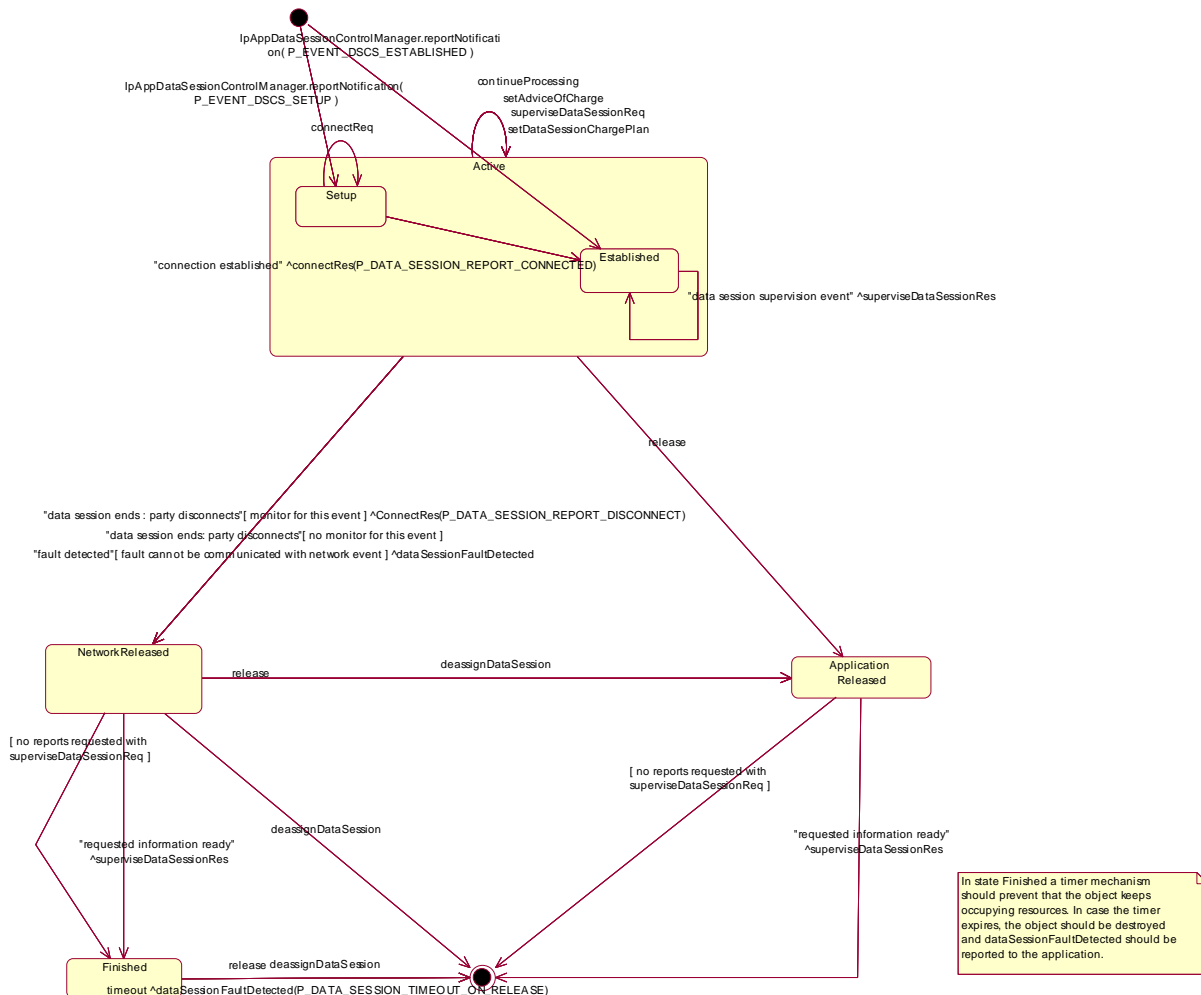 IpAppDataSessionControlManager.reportNotificati
on( P_EVENT_DSCS_ESTABLISHED )
IpAppDataSessionControlManager.reportNotification(
P_EVENT_DSCS_SETUP )
continueProcessing
setAdviceOfCharge
superviseDataSessionReq
setDataSessionChargePlan
connectReq
Active
Setup
Established
"connection established" ^connectRes(P_DATA_SESSION_REPORT_CONNECTED)
"data session supervision event" ^superviseDataSessionRes
release
"data session ends : party disconnects"[ monitor for this event ] ^ConnectRes(P_DATA_SESSION_REPORT_DISCONNECT)
"data session ends: party disconnects"[ no monitor for this event ]
"fault detected"[ fault cannot be communicated with network event ] ^dataSessionFaultDetected
NetworkReleased
release
deassignDataSession
Application
Released
[ no reports requested with
superviseDataSessionReq ]
[ no reports requested with
superviseDataSessionReq ]
"requested information ready"
^superviseDataSessionRes
deassignDataSession
"requested information ready"
^superviseDataSessionRes
In state Finished a timer mechanism
should prevent that the object keeps
occupying resources. In case the timer
expires, the object should be destroyed
and dataSessionFaultDetected should be
reported to the application.
Finished
release deassignDataSession
timeout ^dataSessionFaultDetected(P_DATA_SESSION_TIMEOUT_ON_RELEASE)